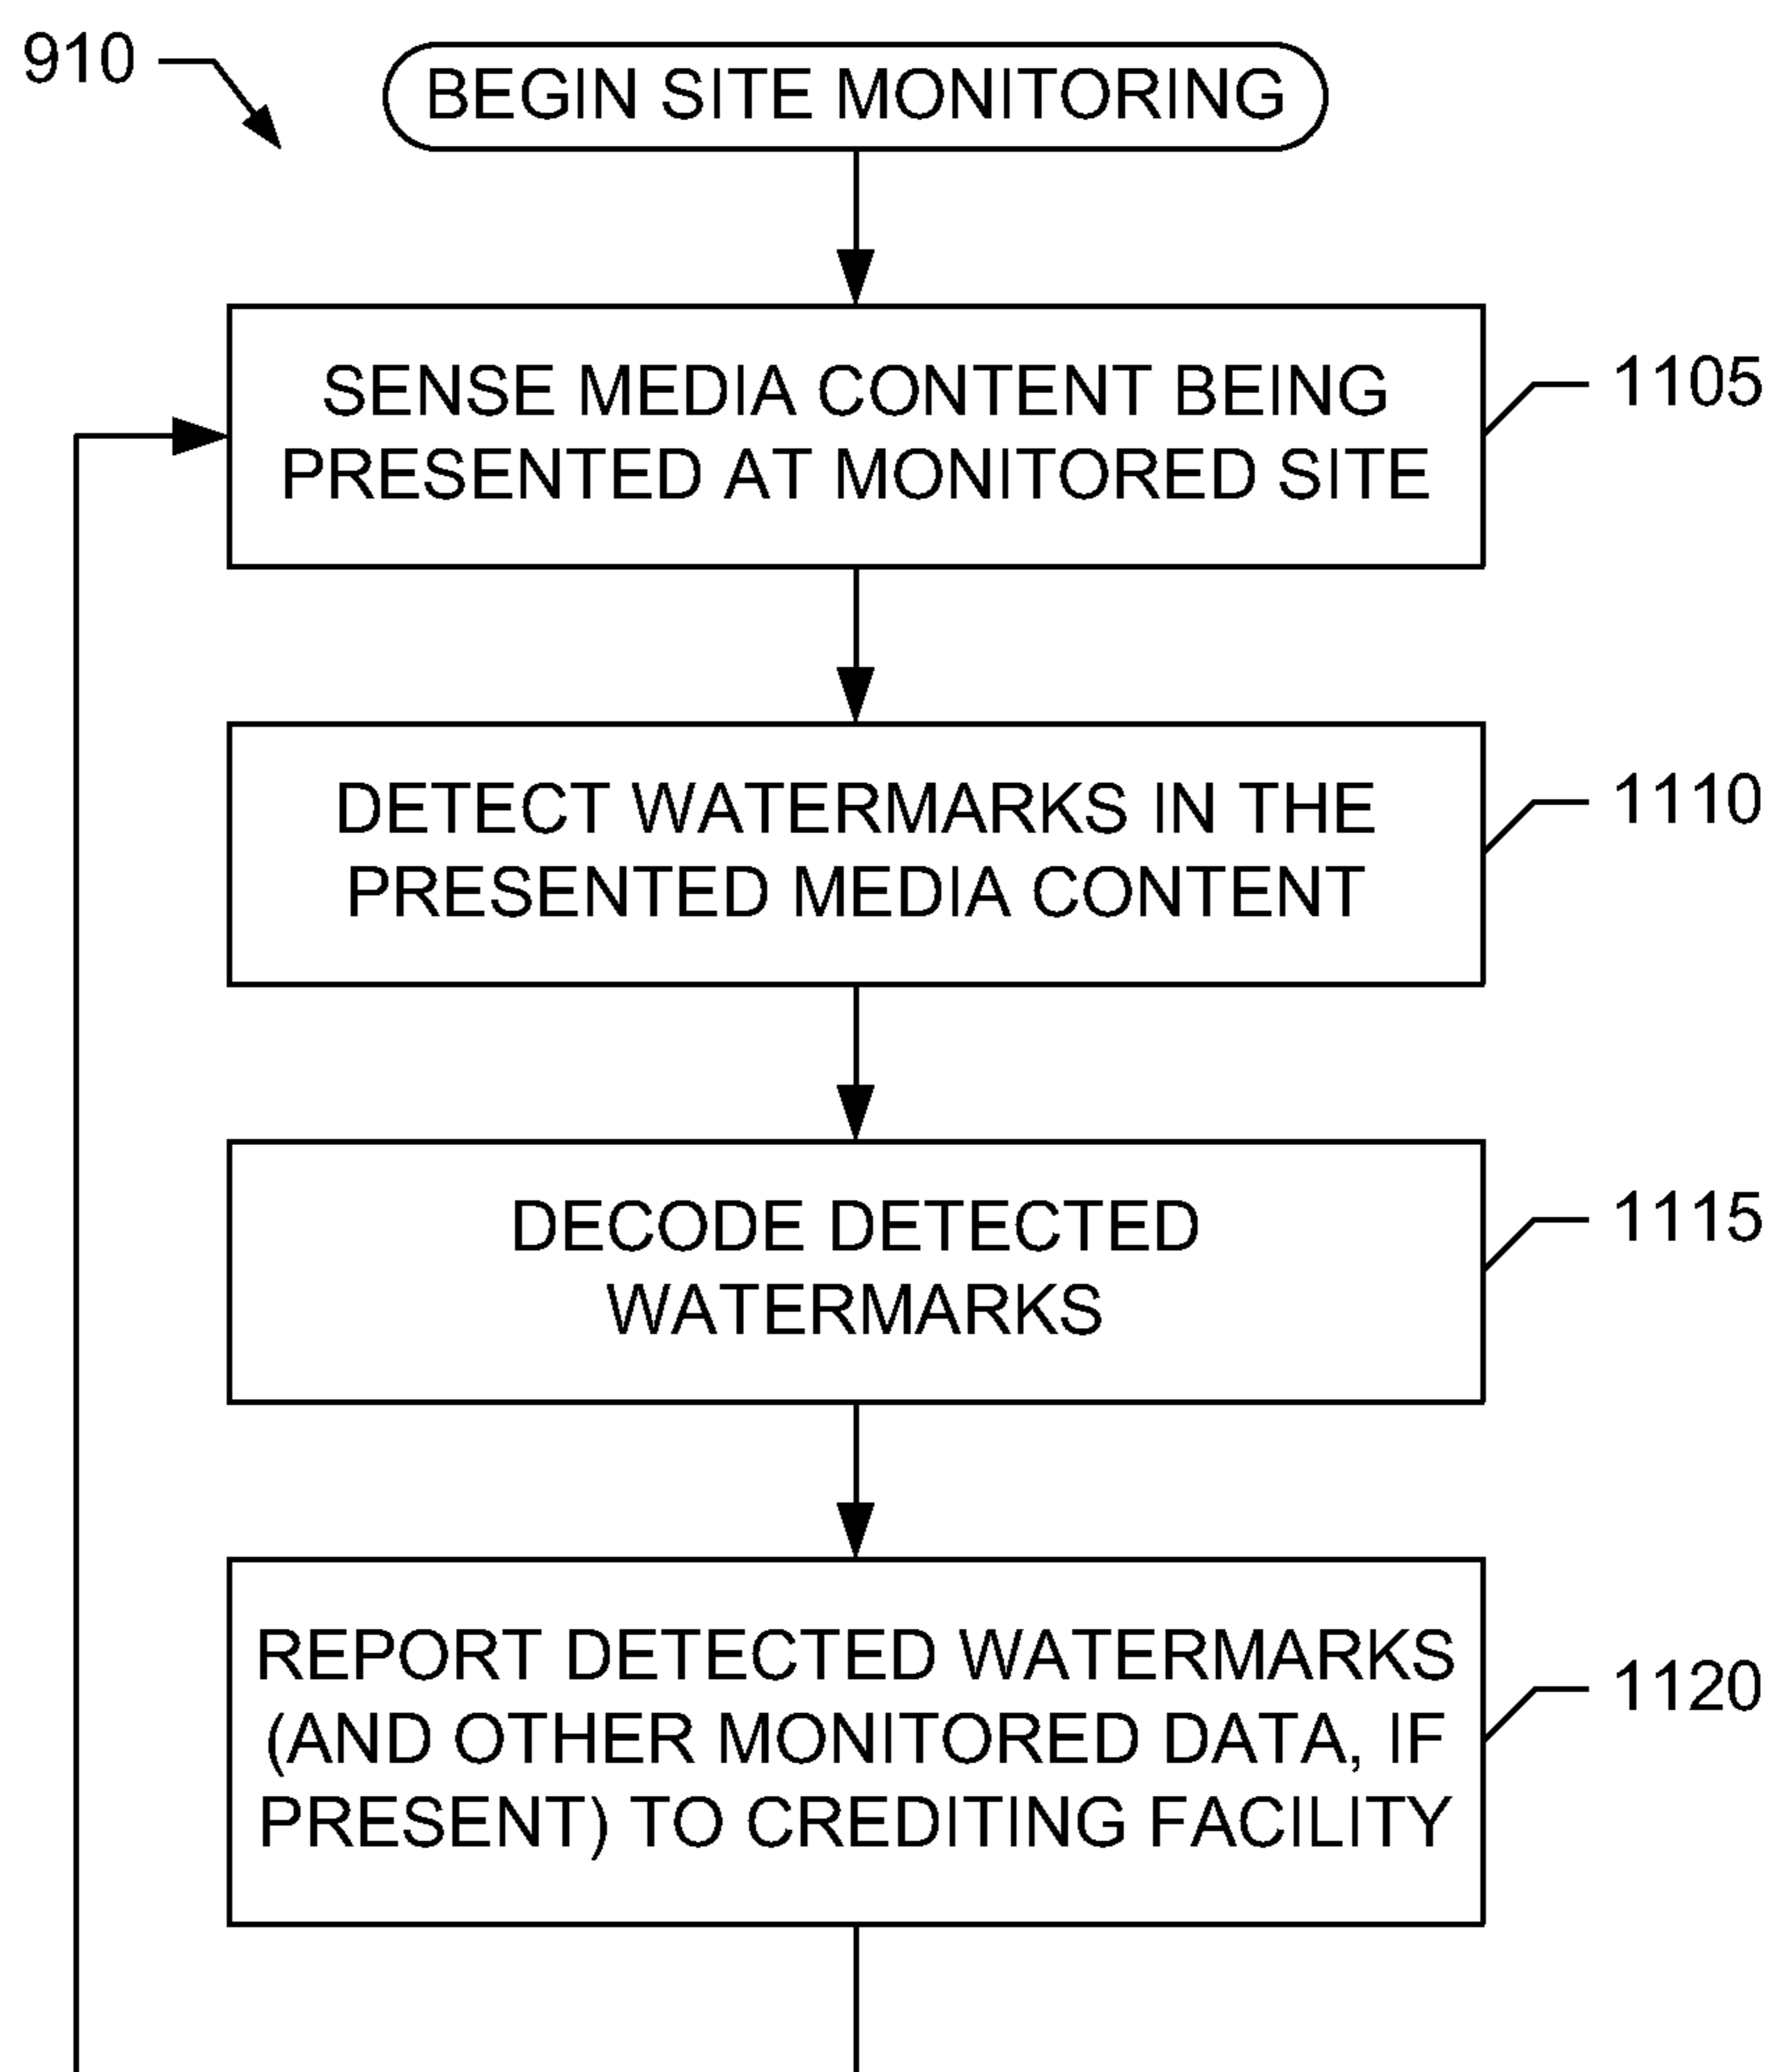 910
BEGIN SITE MONITORING
SENSE MEDIA CONTENT BEING
PRESENTED AT MONITORED SITE
1105
DETECT WATERMARKS IN THE
PRESENTED MEDIA CONTENT
1110
DECODE DETECTED
WATERMARKS
1115
REPORT DETECTED WATERMARKS
(AND OTHER MONITORED DATA, IF
PRESENT) TO CREDITING FACILITY
1120